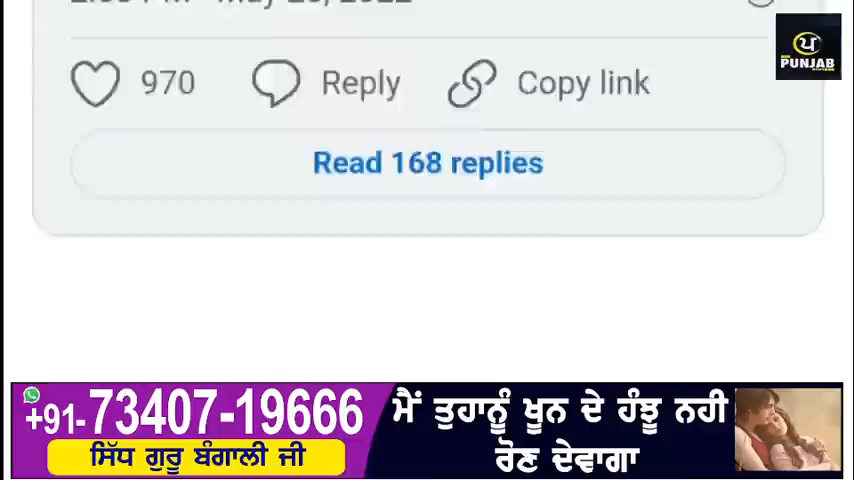 970 Reply Copy link
Read 168 replies
ਪ
PUNJAB
+91-73407-19666
ਸਿੱਧ ਗੁਰੂ ਬੰਗਾਲੀ ਜੀ
ਮੈਂ ਤੁਹਾਨੂੰ ਖੂਨ ਦੇ ਹੰਝੂ ਨਹੀ
ਰੋਣ ਦੇਵਾਗਾ